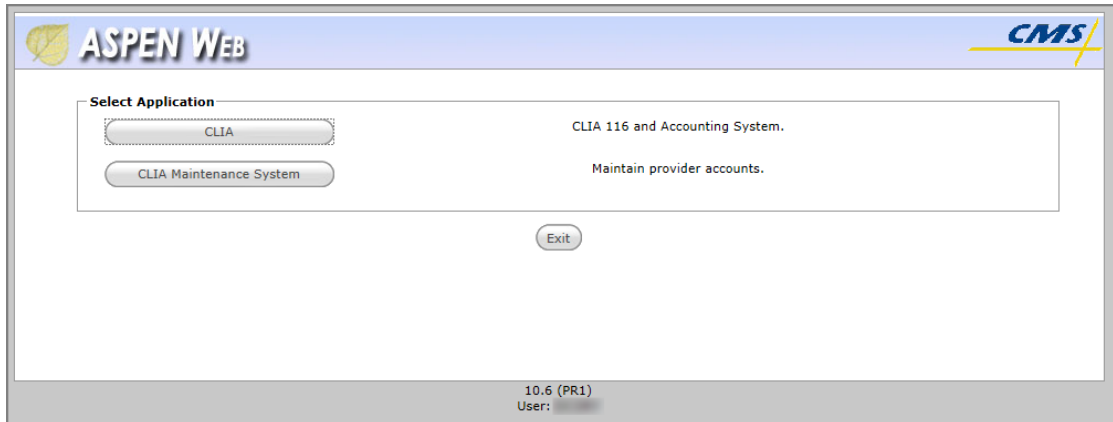 ASPEN WEB
CMS
Select Application
CLIA
CLIA 116 and Accounting System.
CLIA Maintenance System
Maintain provider accounts.
Exit
10.6 (PR1)
User: